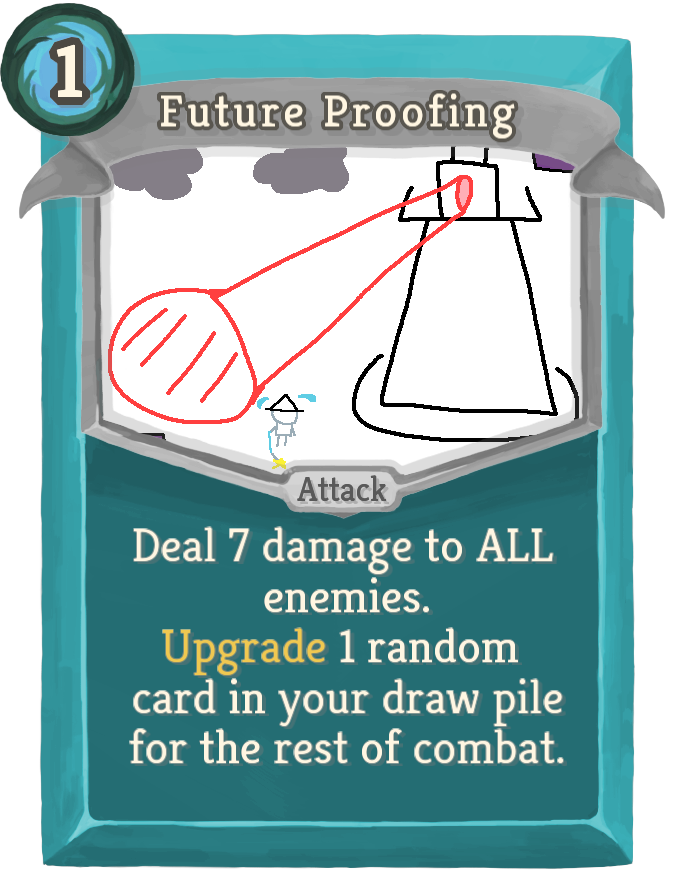 1
Future Proofing
Attack
Deal 7 damage to ALL
enemies.
Upgrade 1 random
card in your draw pile
for the rest of combat.